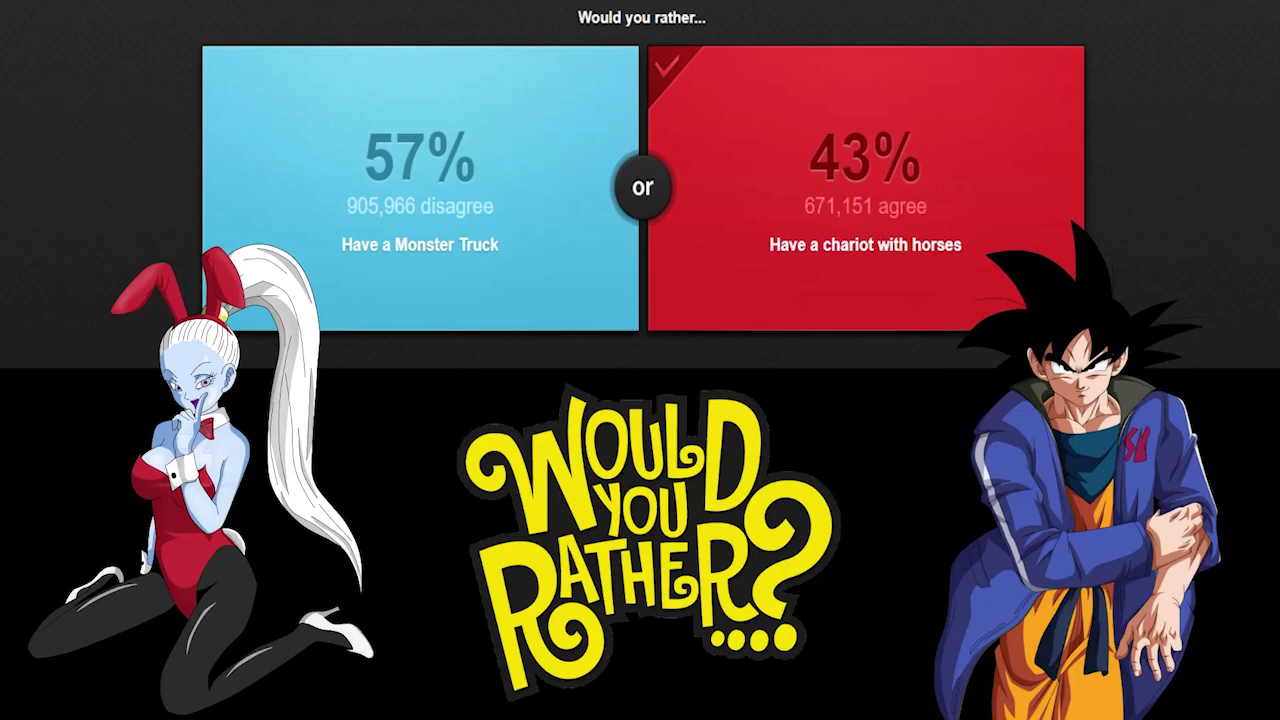 Would you rather...
57%
905,966 disagree
Have a Monster Truck
or
43%
671,151 agree
Have a chariot with horses
WOULD
YOU
RATHER....?